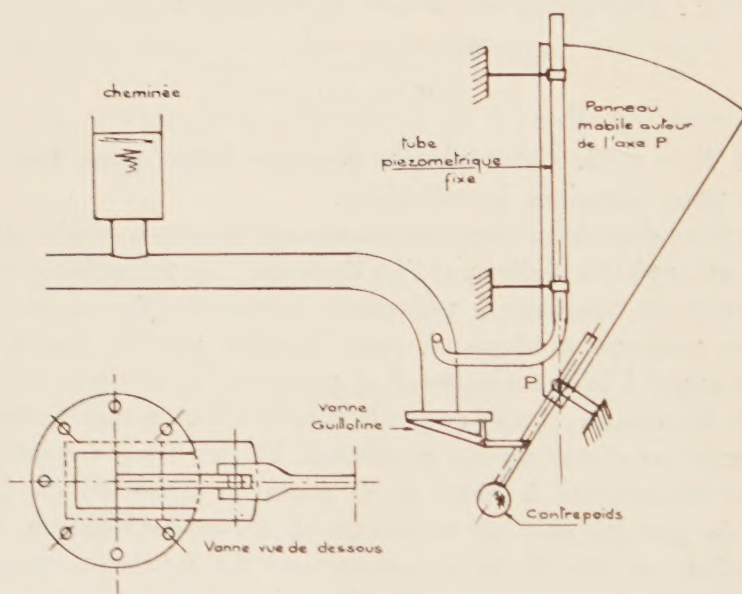 cheminée
tube
piezometrique
fixe
Panneau
mobile autour
de l'axe P
P
Vanne
Guillotine
Contrepoids
Vanne vue de dessous